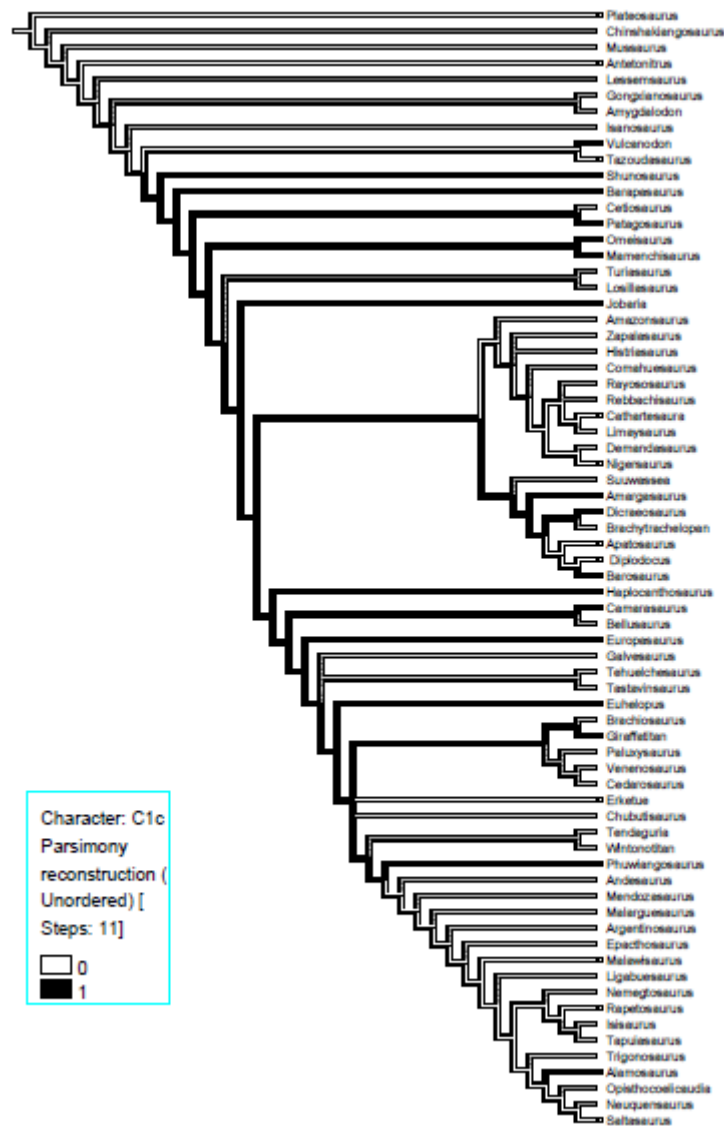 Plateosaurus
Chinshakiangosaurus
Mussaurus
Antetonitrus
Lessemsaurus
Gongxianosaurus
Amygdalodon
Isanosaurus
Vulcanodon
Tazoudasaurus
Shunosaurus
Barapasaurus
Cetiosaurus
Patagosaurus
Omeisaurus
Mamenchisaurus
Turiasaurus
Losillasaurus
Jobaria
Amazonsaurus
Zapalasaurus
Histriasaurus
Comahuesaurus
Rayososaurus
Rebbachisaurus
Cathartesaura
Limaysaurus
Demandasaurus
Nigersaurus
Suuwassea
Amargasaurus
Dicraeosaurus
Brachytrachelopan
Apatosaurus
Diplodocus
Barosaurus
Haplocanthosaurus
Camarasaurus
Bellusaurus
Europasaurus
Galvesaurus
Tehuelchesaurus
Tastavinsaurus
Euhelopus
Brachiosaurus
Giraffatitan
Paluxysaurus
Venenosaurus
Cedarosaurus
Erketue
Chubutisaurus
Tendaguria
Wintonotitan
Phuwiangosaurus
Andesaurus
Mendozasaurus
Malarguesaurus
Argentinosaurus
Epacthosaurus
Malawisaurus
Ligabuesaurus
Nemegtosaurus
Rapetosaurus
Isisaurus
Tapuiasaurus
Trigonosaurus
Alamosaurus
Opisthocoelicaudia
Neuquensaurus
Saltasaurus
Character: C1c
Parsimony
reconstruction (
Unordered) [
Steps: 11]
0
1